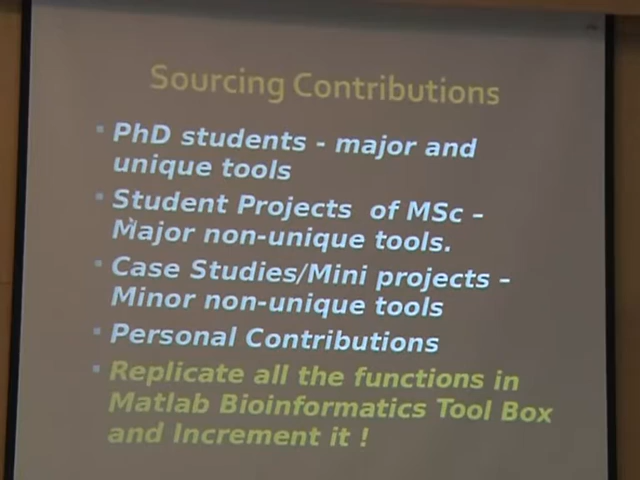 Sourcing Contributions
▪ PhD students - major and
unique tools
▪ Student Projects of MSc –
Major non-unique tools.
▪ Case Studies/Mini projects –
Minor non-unique tools
▪ Personal Contributions
▪ Replicate all the functions in
Matlab Bioinformatics Tool Box
and Increment it !